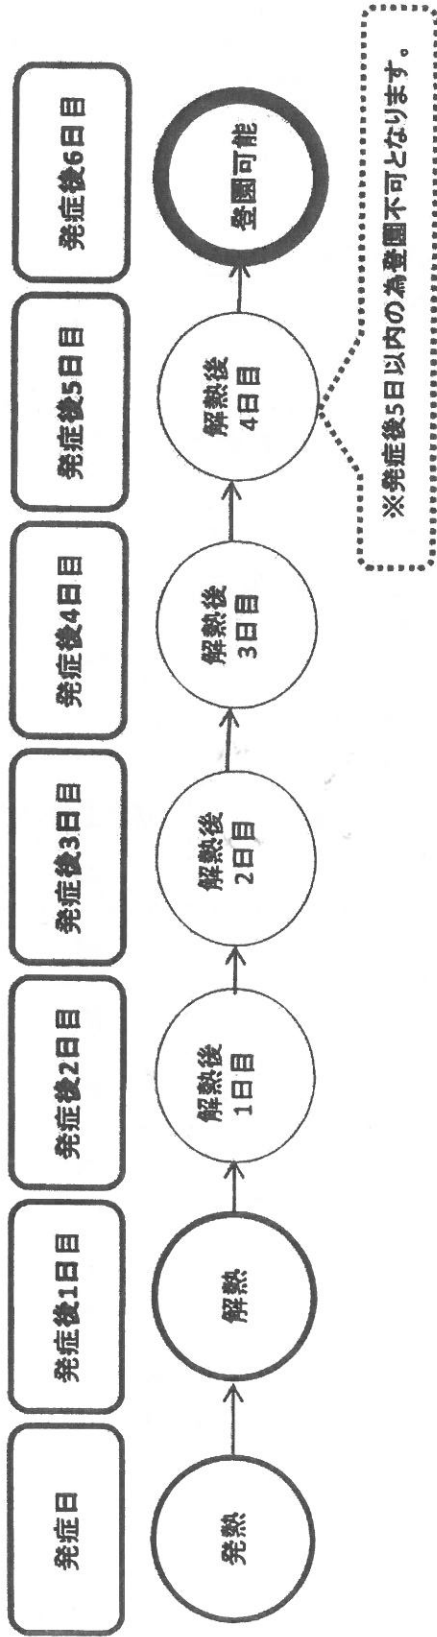 発症日
発症後1日目
発症後2日目
発症後3日目
発症後4日目
発症後5日目
発症後6日目
発熱
解熱
解熱後
1日目
解熱後
2日目
解熱後
3日目
解熱後
4日目
登園可能
※発症後5日以内の為登園不可となります。